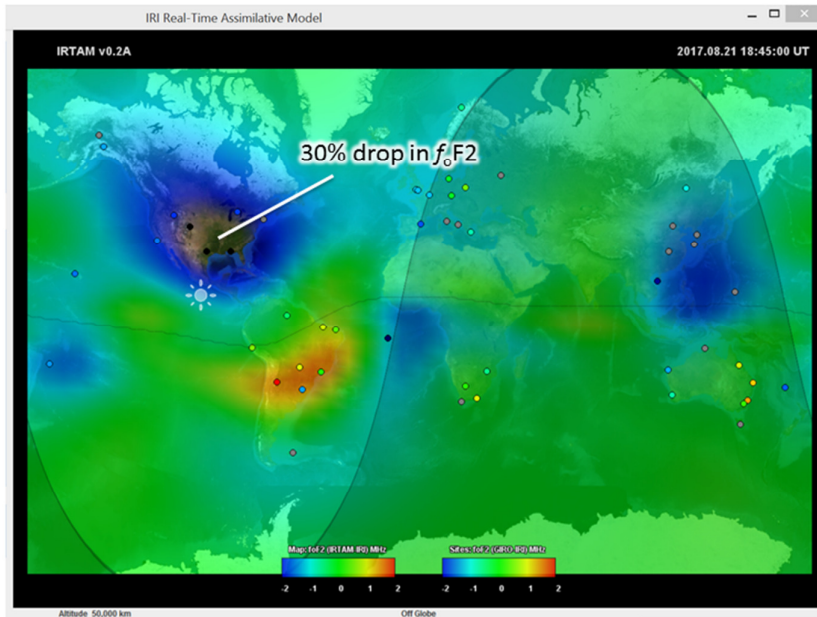 IRI Real-Time Assimilative Model
IRTAM v0.2A
2017.08.21 18:45:00 UT
30% drop in foF2
Map: foF2 (IRTAM-IRI) MHz
Sites: foF2 (GIRO-IRI) MHz
-2 -1 0 1 2
-2 -1 0 1 2
Altitude 50,000 km
Off Globe